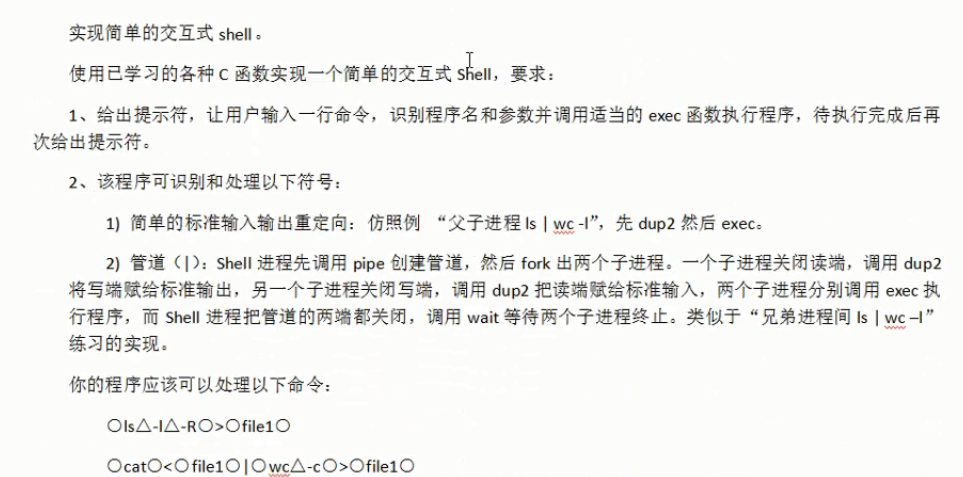 实现简单的交互式 shell。
使用已学习的各种 C 函数实现一个简单的交互式 Shell，要求：
1、给出提示符，让用户输入一行命令，识别程序名和参数并调用适当的 exec 函数执行程序，待执行完成后再
次给出提示符。
2、该程序可识别和处理以下符号：
1) 简单的标准输入输出重定向：仿照例 “父子进程 ls | wc -l”，先 dup2 然后 exec。
2) 管道（|）：Shell 进程先调用 pipe 创建管道，然后 fork 出两个子进程。一个子进程关闭读端，调用 dup2
将写端赋给标准输出，另一个子进程关闭写端，调用 dup2 把读端赋给标准输入，两个子进程分别调用 exec 执
行程序，而 Shell 进程把管道的两端都关闭，调用 wait 等待两个子进程终止。类似于“兄弟进程间 ls | wc –l”
练习的实现。
你的程序应该可以处理以下命令：
○ls△-l△-R○>○file1○
○cat○<○file1○|○wc△-c○>○file1○